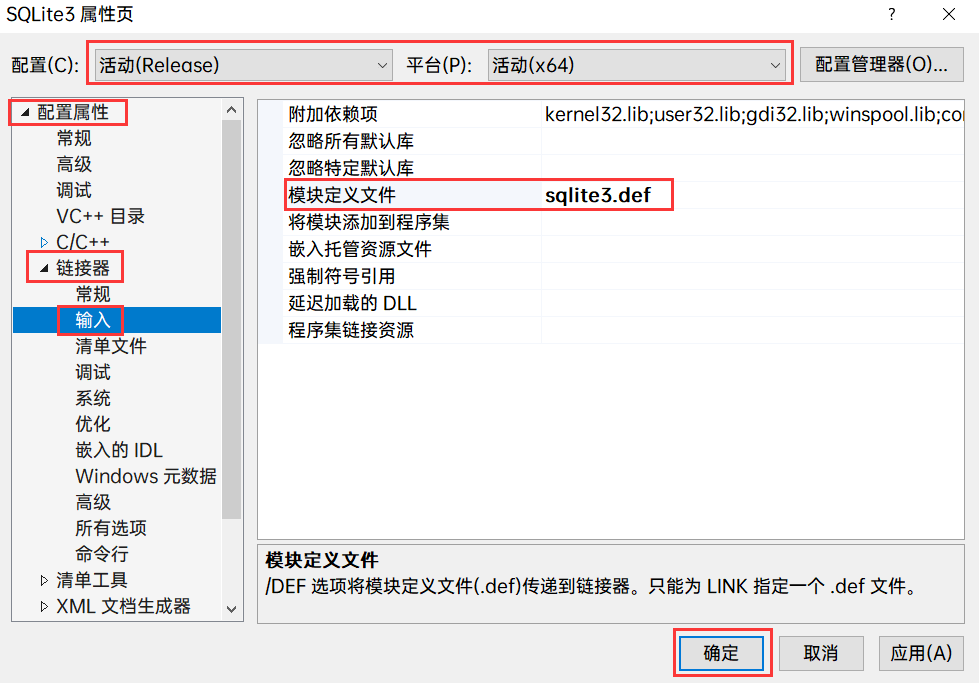 SQLite3 属性页
?
配置(C): 活动(Release) 平台(P): 活动(x64) 配置管理器(O)...
配置属性
常规
高级
调试
VC++ 目录
C/C++
链接器
常规
输入
清单文件
调试
系统
优化
嵌入的 IDL
Windows 元数据
高级
所有选项
命令行
清单工具
XML 文档生成器
附加依赖项 kernel32.lib;user32.lib;gdi32.lib;winspool.lib;co
忽略所有默认库
忽略特定默认库
模块定义文件 sqlite3.def
将模块添加到程序集
嵌入托管资源文件
强制符号引用
延迟加载的 DLL
程序集链接资源
模块定义文件
/DEF 选项将模块定义文件(.def)传递到链接器。只能为 LINK 指定一个 .def 文件。
确定 取消 应用(A)